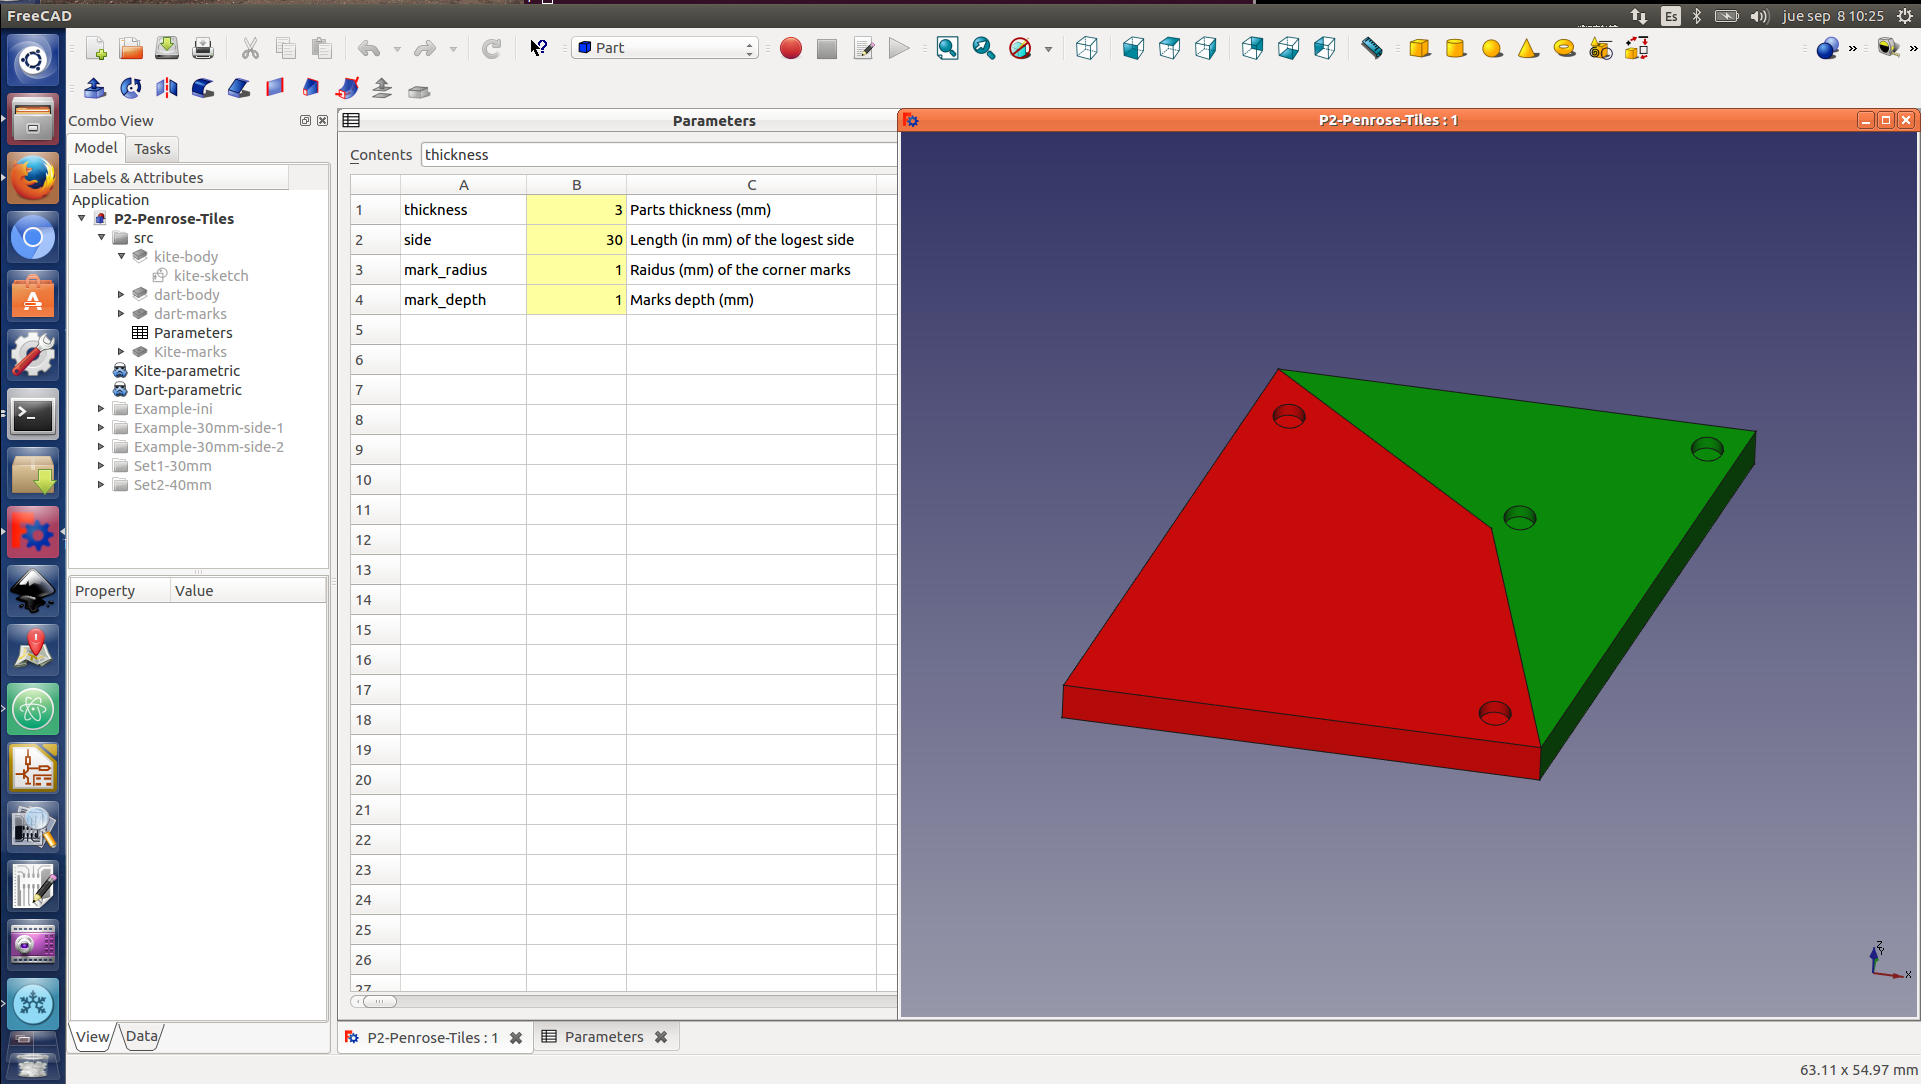 FreeCAD
Es
jue sep 8 10:25
Part
Combo View
Model
Tasks
Labels & Attributes
Application
P2-Penrose-Tiles
src
kite-body
kite-sketch
dart-body
dart-marks
Parameters
Kite-marks
Kite-parametric
Dart-parametric
Example-ini
Example-30mm-side-1
Example-30mm-side-2
Set1-30mm
Set2-40mm
Property Value
View Data
Parameters
Contents thickness
A B C
1 thickness 3 Parts thickness (mm)
2 side 30 Length (in mm) of the logest side
3 mark_radius 1 Raidus (mm) of the corner marks
4 mark_depth 1 Marks depth (mm)
5
6
7
8
9
10
11
12
13
14
15
16
17
18
19
20
21
22
23
24
25
26
27
P2-Penrose-Tiles : 1
Z
Y
X
P2-Penrose-Tiles : 1
Parameters
63.11 x 54.97 mm